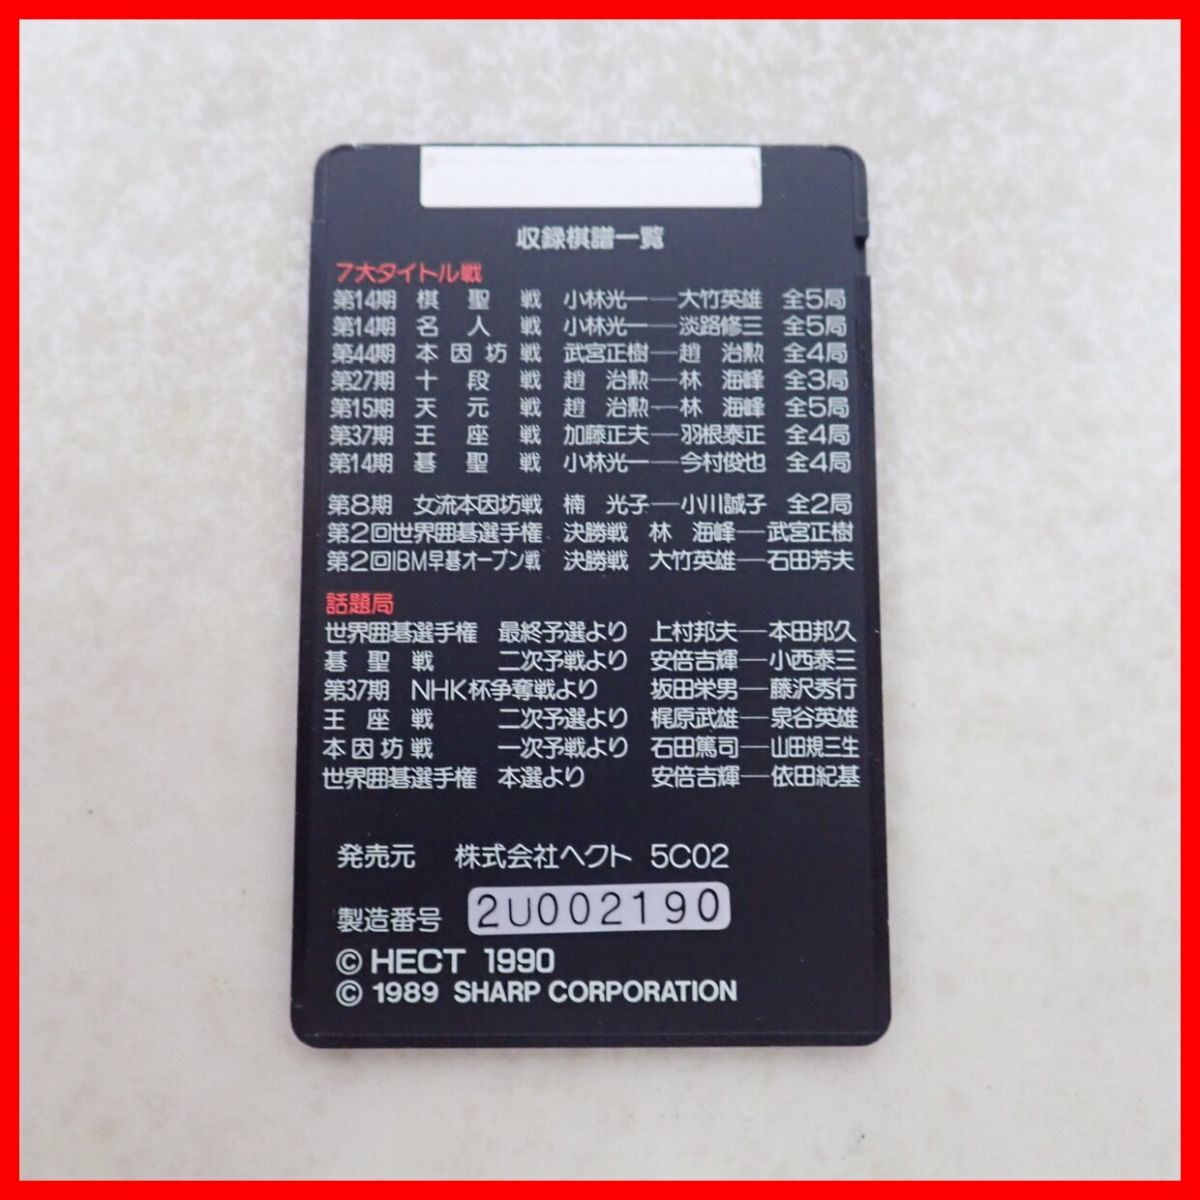 収録棋譜一覧
7大タイトル戦
第14期 棋聖戦 小林光一―大竹英雄 全5局
第14期 名人戦 小林光一―淡路修三 全5局
第44期 本因坊戦 武宮正樹―趙 治勲 全4局
第27期 十段戦 趙 治勲―林 海峰 全3局
第15期 天元戦 趙 治勲―林 海峰 全5局
第37期 王座戦 加藤正夫―羽根泰正 全4局
第14期 碁聖戦 小林光一―今村俊也 全4局
第8期 女流本因坊戦 楠 光子―小川誠子 全2局
第2回世界囲碁選手権 決勝戦 林 海峰―武宮正樹
第2回IBM早碁オープン戦 決勝戦 大竹英雄―石田芳夫
話題局
世界囲碁選手権 最終予選より 上村邦夫―本田邦久
碁聖戦 二次予戦より 安倍吉輝―小西泰三
第37期 NHK杯争奪戦より 坂田栄男―藤沢秀行
王座戦 二次予選より 梶原武雄―泉谷英雄
本因坊戦 一次予戦より 石田篤司―山田規三生
世界囲碁選手権 本選より 安倍吉輝―依田紀基
発売元 株式会社ヘクト 5C02
製造番号 2U002190
© HECT 1990
© 1989 SHARP CORPORATION